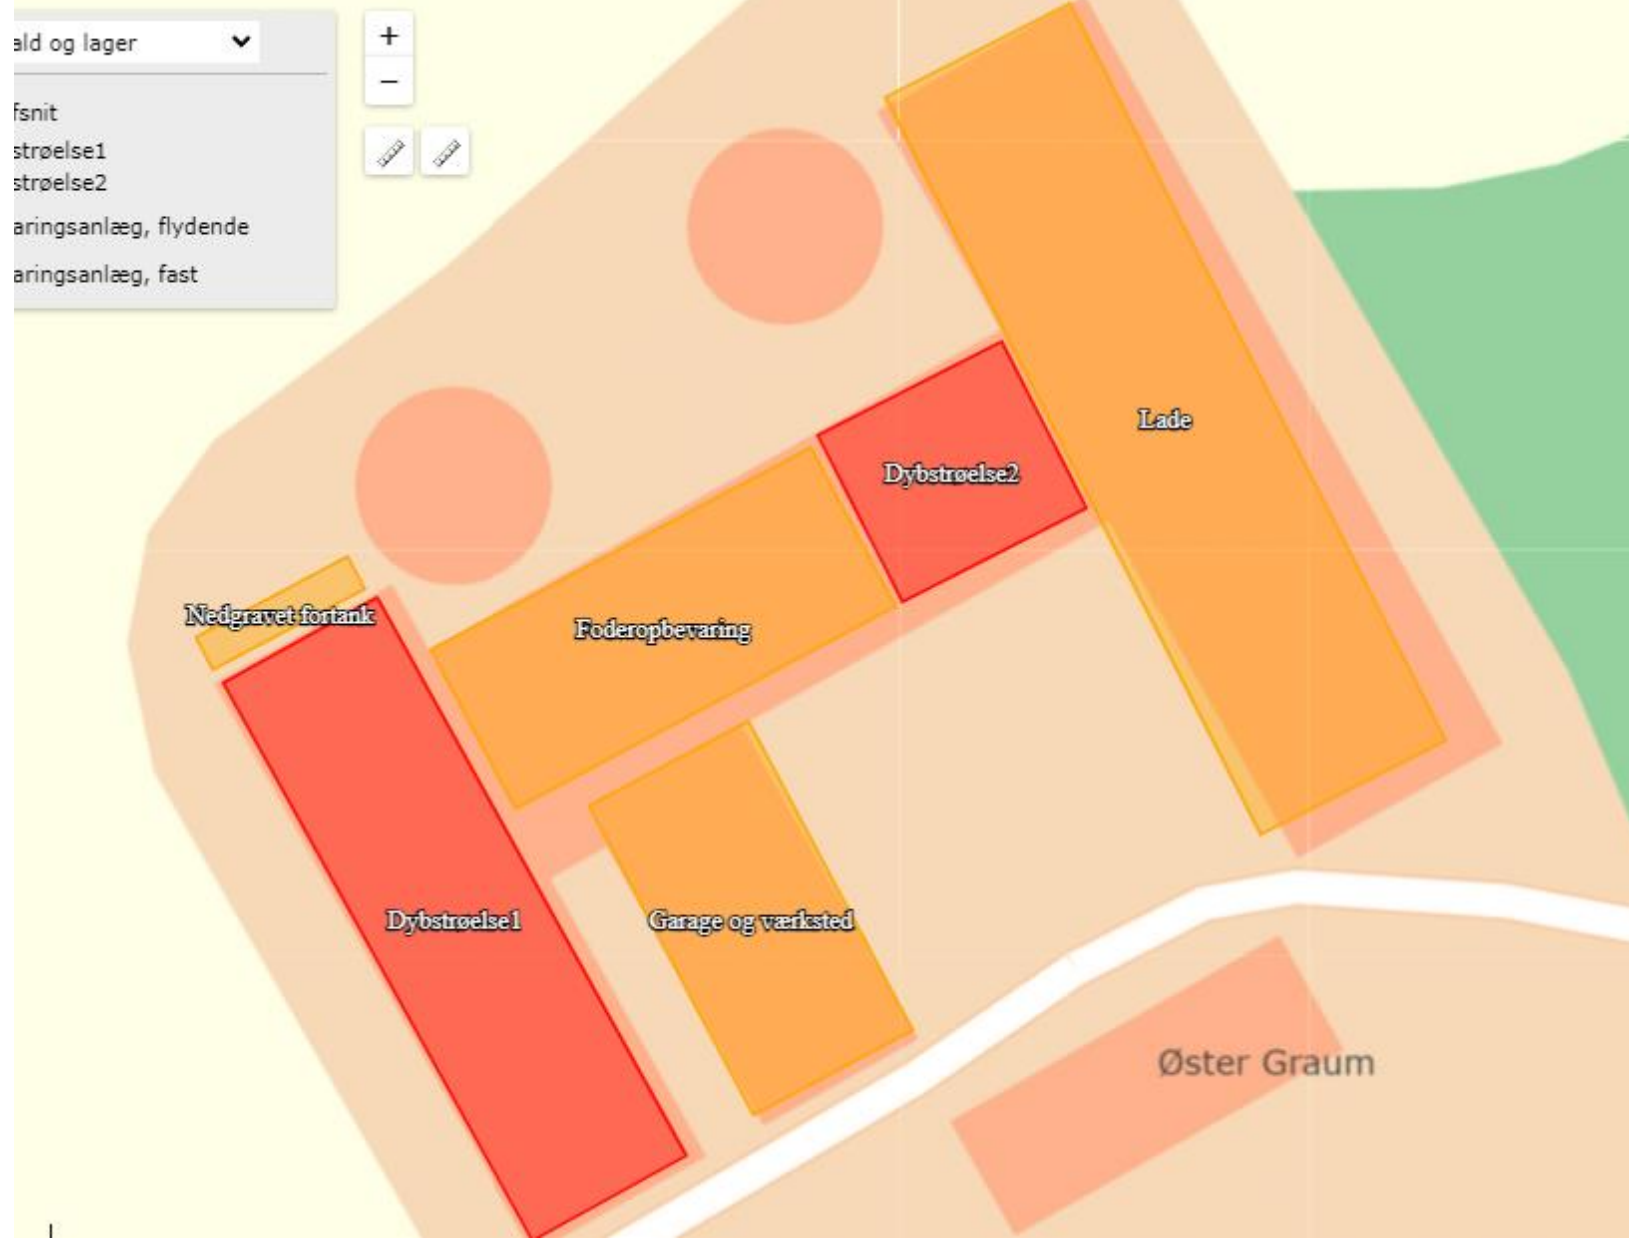 ald og lager
+
−
fsnit
strøelse1
strøelse2
aringsanlæg, flydende
aringsanlæg, fast
Lade
Dybstrøelse2
Nedgravet fortank
Foderopbevaring
Dybstrøelse1
Garage og værksted
Øster Graum